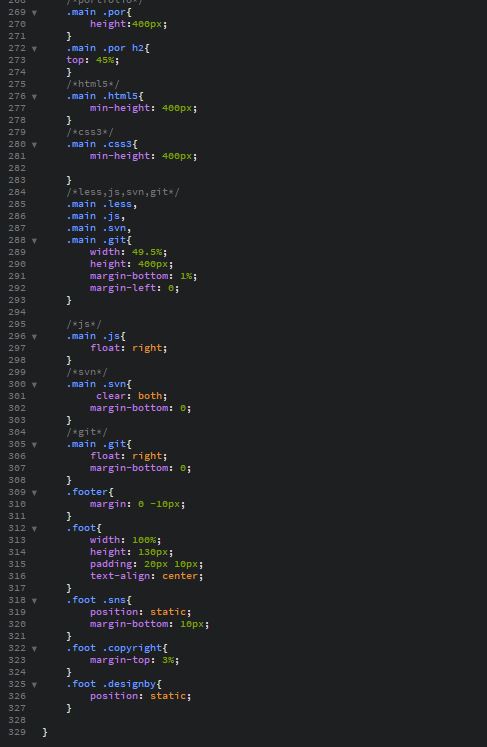 268 /*portfolio*/
269 ▼ .main .por{
270 height:400px;
271 }
272 ▼ .main .por h2{
273 top: 45%;
274 }
275 /*html5*/
276 ▼ .main .html5{
277 min-height: 400px;
278 }
279 /*css3*/
280 ▼ .main .css3{
281 min-height: 400px;
282
283 }
284 /*less,js,svn,git*/
285 .main .less,
286 .main .js,
287 .main .svn,
288 ▼ .main .git{
289 width: 49.5%;
290 height: 400px;
291 margin-bottom: 1%;
292 margin-left: 0;
293 }
294
295 /*js*/
296 ▼ .main .js{
297 float: right;
298 }
299 /*svn*/
300 ▼ .main .svn{
301 clear: both;
302 margin-bottom: 0;
303 }
304 /*git*/
305 ▼ .main .git{
306 float: right;
307 margin-bottom: 0;
308 }
309 ▼ .footer{
310 margin: 0 -10px;
311 }
312 ▼ .foot{
313 width: 100%;
314 height: 130px;
315 padding: 20px 10px;
316 text-align: center;
317 }
318 ▼ .foot .sns{
319 position: static;
320 margin-bottom: 10px;
321 }
322 ▼ .foot .copyright{
323 margin-top: 3%;
324 }
325 ▼ .foot .designby{
326 position: static;
327 }
328
329 }